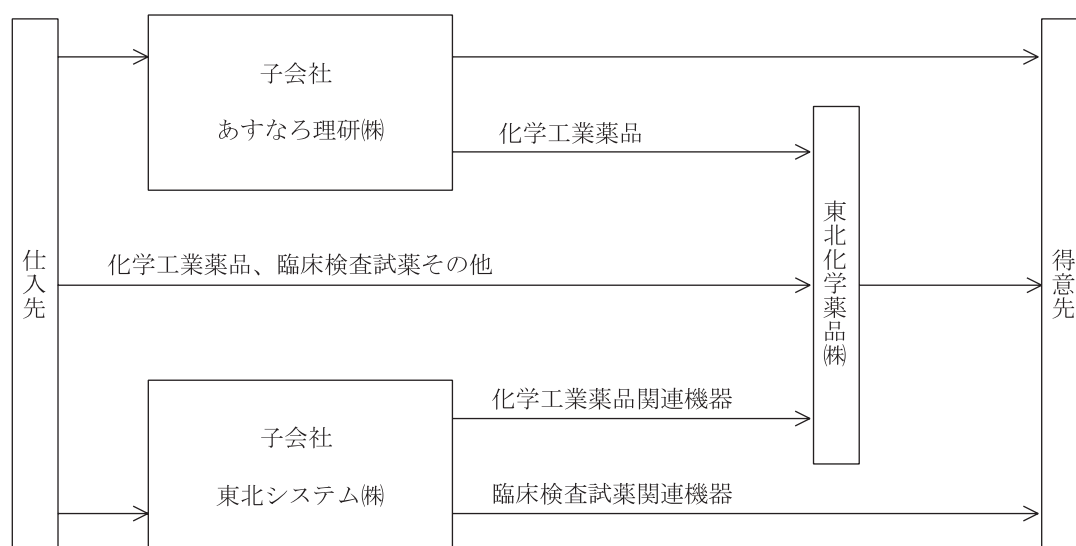 子会社
あすなろ理研㈱
化学工業薬品
仕入先
化学工業薬品、臨床検査試薬その他
東北化学薬品㈱
得意先
子会社
東北システム㈱
化学工業薬品関連機器
臨床検査試薬関連機器